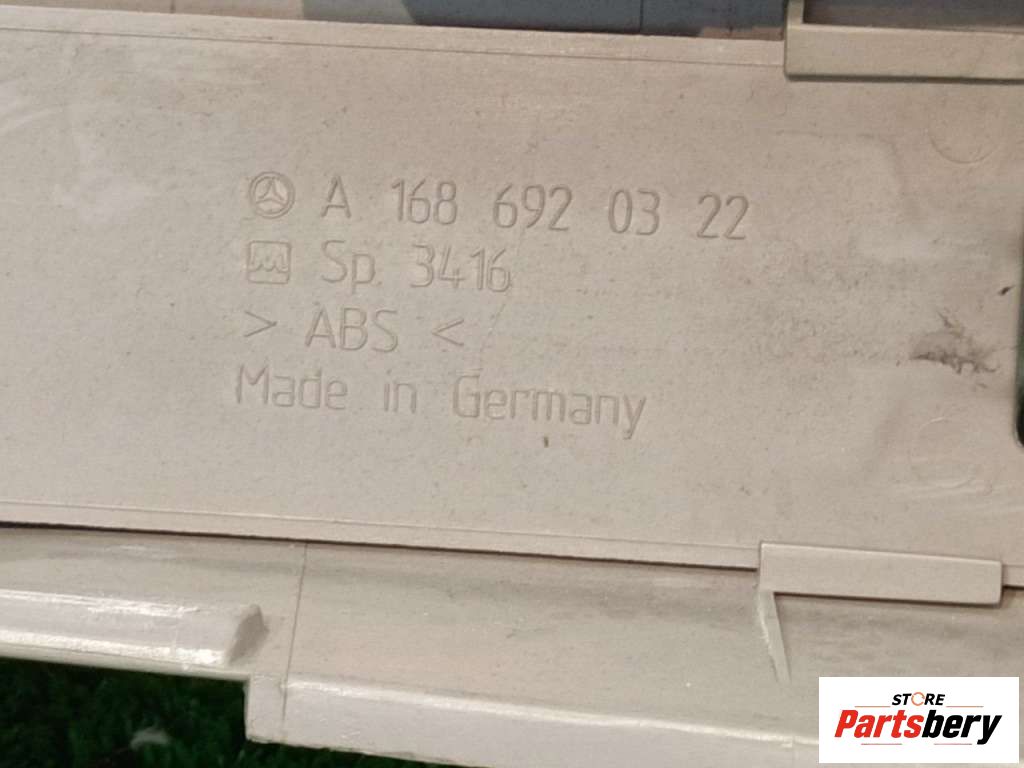 A 168 692 03 22
Sp. 3416
> ABS <
Made in Germany
STORE
Partsbery